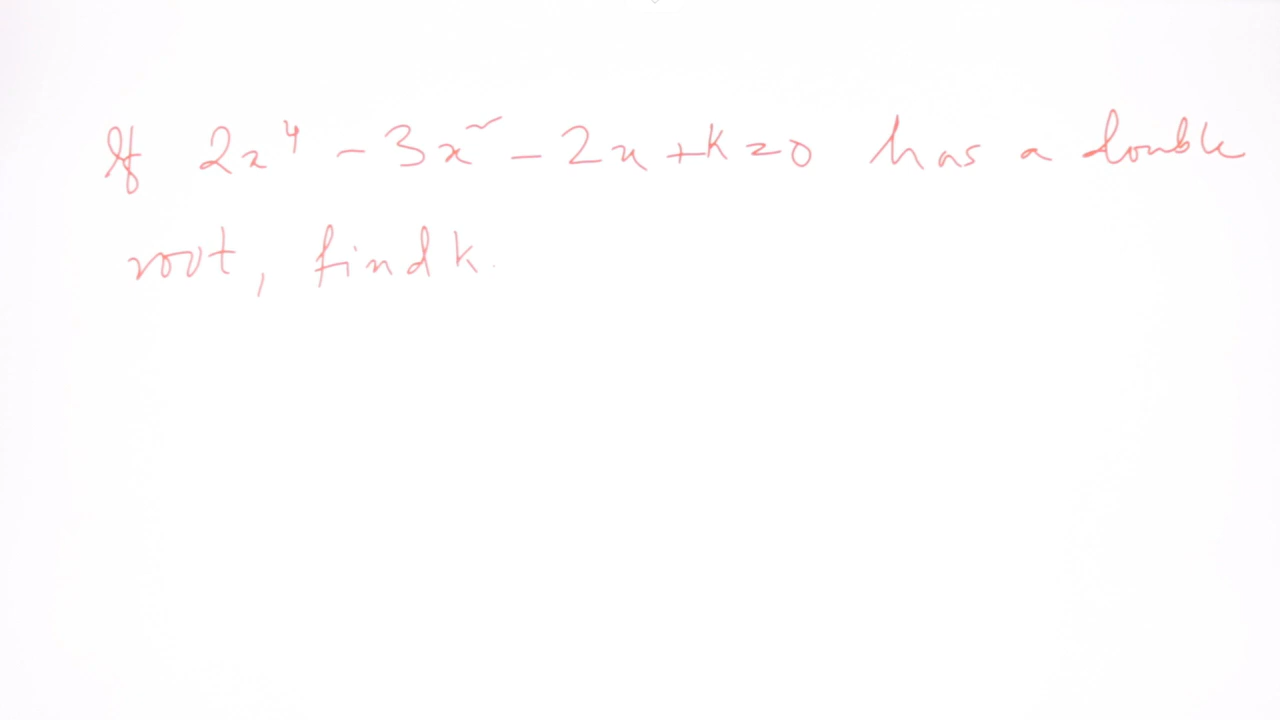 If 2x⁴ - 3x² - 2x + k = 0 has a double
root, find k.